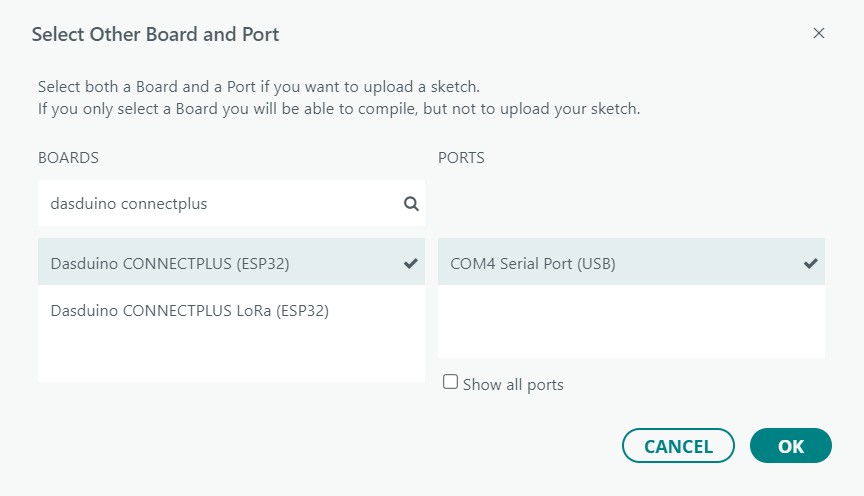 Select Other Board and Port
Select both a Board and a Port if you want to upload a sketch.
If you only select a Board you will be able to compile, but not to upload your sketch.
BOARDS
PORTS
dasduino connectplus
Dasduino CONNECTPLUS (ESP32)
COM4 Serial Port (USB)
Dasduino CONNECTPLUS LoRa (ESP32)
Show all ports
CANCEL
OK